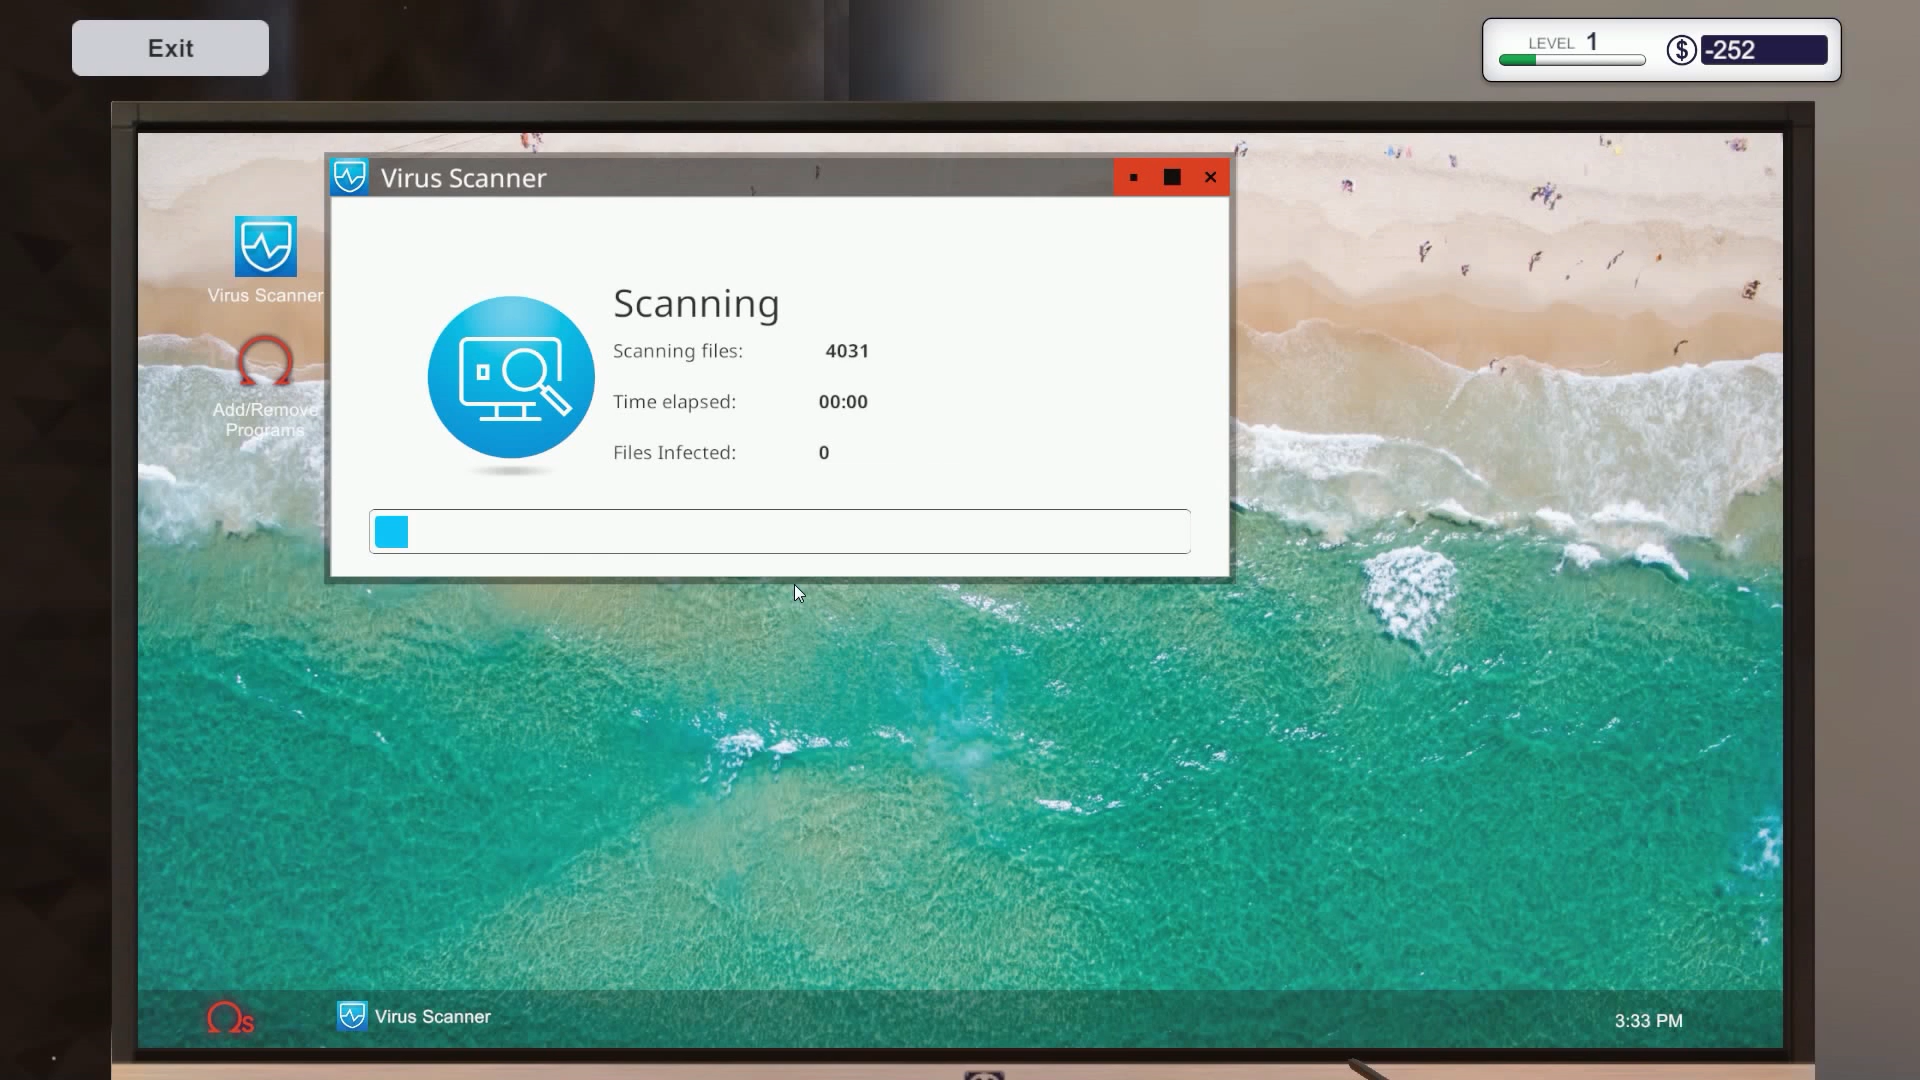 Exit
LEVEL 1
$ -252
Virus Scanner
Virus Scanner
Add/Remove
Programs
Scanning
Scanning files: 4031
Time elapsed: 00:00
Files Infected: 0
Ωs
Virus Scanner
3:33 PM